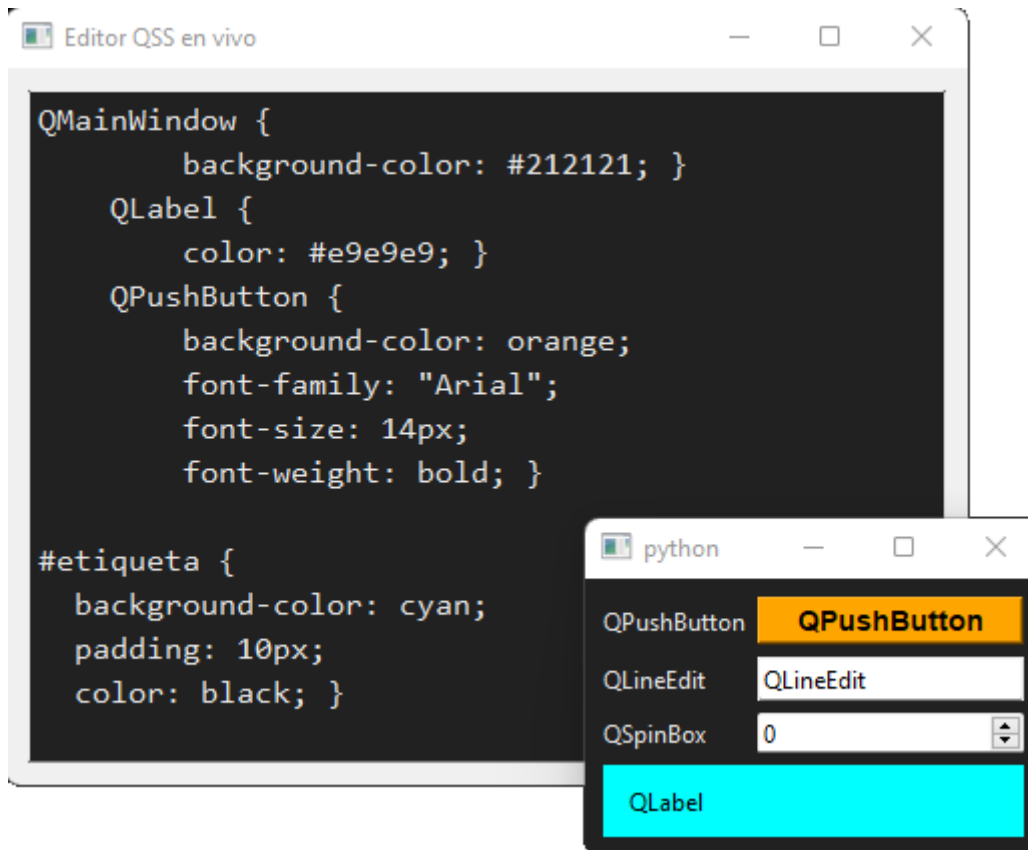 Editor QSS en vivo
QMainWindow {
background-color: #212121; }
QLabel {
color: #e9e9e9; }
QPushButton {
background-color: orange;
font-family: "Arial";
font-size: 14px;
font-weight: bold; }
#etiqueta {
background-color: cyan;
padding: 10px;
color: black; }
python
QPushButton QPushButton
QLineEdit QLineEdit
QSpinBox 0
QLabel